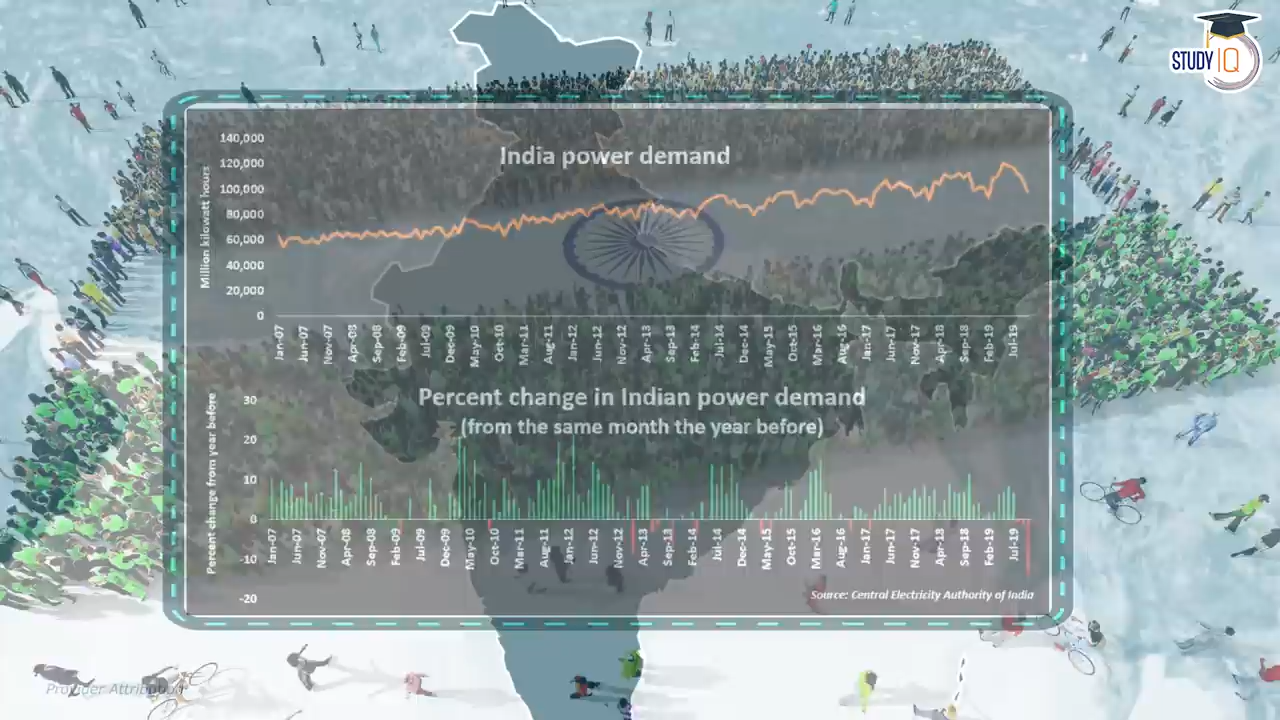 STUDY IQ
India power demand
Million kilowatt hours
140,000
120,000
100,000
80,000
60,000
40,000
20,000
0
Jan-07 Jun-07 Nov-07 Apr-08 Sep-08 Feb-09 Jul-09 Dec-09 May-10 Oct-10 Mar-11 Aug-11 Jan-12 Jun-12 Nov-12 Apr-13 Sep-13 Feb-14 Jul-14 Dec-14 May-15 Oct-15 Mar-16 Aug-16 Jan-17 Jun-17 Nov-17 Apr-18 Sep-18 Feb-19 Jul-19
Percent change in Indian power demand
(from the same month the year before)
Percent change from year before
30
20
10
0
-10
-20
Jan-07 Jun-07 Nov-07 Apr-08 Sep-08 Feb-09 Jul-09 Dec-09 May-10 Oct-10 Mar-11 Aug-11 Jan-12 Jun-12 Nov-12 Apr-13 Sep-13 Feb-14 Jul-14 Dec-14 May-15 Oct-15 Mar-16 Aug-16 Jan-17 Jun-17 Nov-17 Apr-18 Sep-18 Feb-19 Jul-19
Source: Central Electricity Authority of India
Provider Attribution